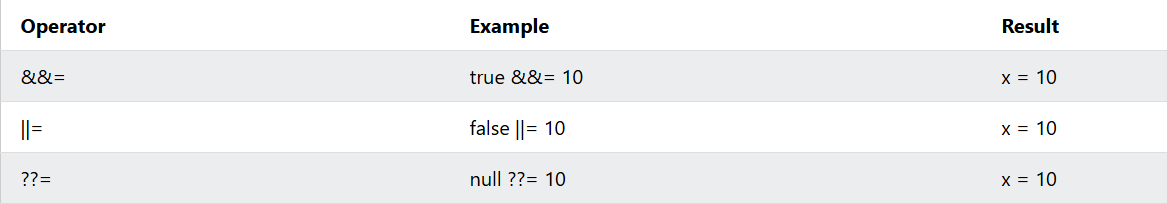 Operator Example Result
&&= true &&= 10 x = 10
||= false ||= 10 x = 10
??= null ??= 10 x = 10